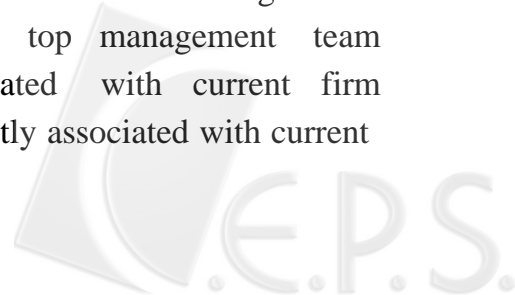 top management team
ated with current firm
tly associated with current
C.E.P.S.